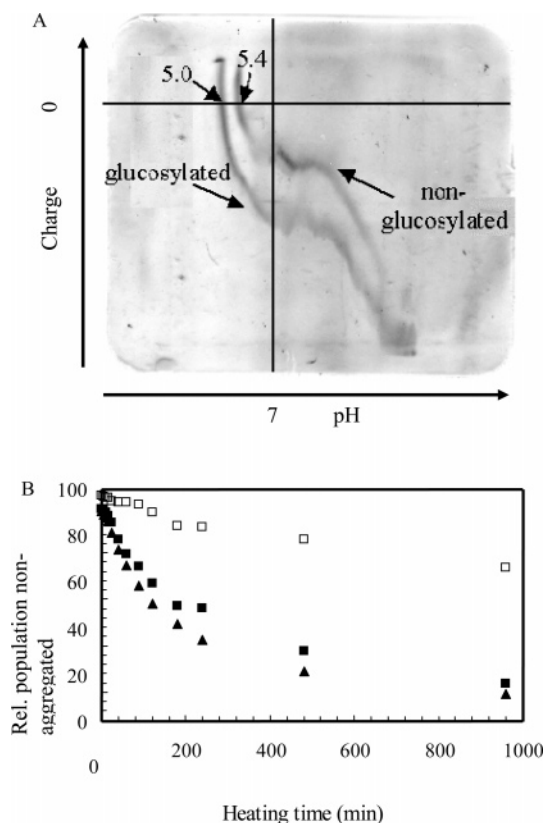 A
5.0
5.4
0
glucosylated
non-
glucosylated
Charge
7
pH
B
100
80
60
40
20
0
Rel. population non-
aggregated
0
200
400
600
800
1000
Heating time (min)